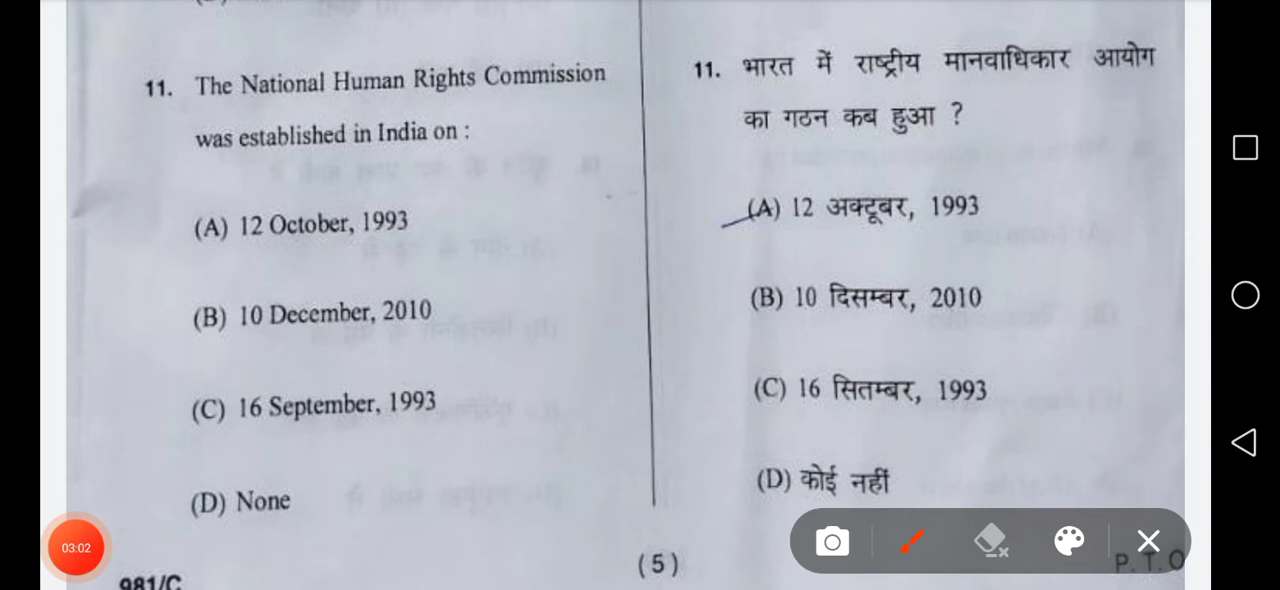 11. The National Human Rights Commission
was established in India on :
(A) 12 October, 1993
(B) 10 December, 2010
(C) 16 September, 1993
(D) None
11. भारत में राष्ट्रीय मानवाधिकार आयोग
का गठन कब हुआ ?
(A) 12 अक्टूबर, 1993
(B) 10 दिसम्बर, 2010
(C) 16 सितम्बर, 1993
(D) कोई नहीं
03:02
981/C
(5)
P.T.O